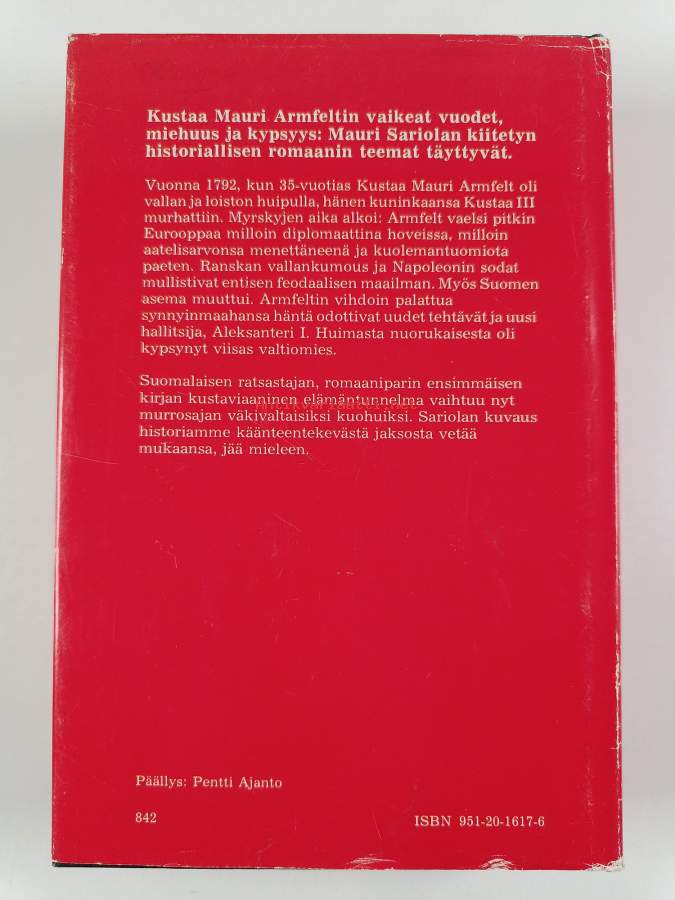 Kustaa Mauri Armfeltin vaikeat vuodet,
miehuus ja kypsyys: Mauri Sariolan kiitetyn
historiallisen romaanin teemat täyttyvät.
Vuonna 1792, kun 35-vuotias Kustaa Mauri Armfelt oli
vallan ja loiston huipulla, hänen kuninkaansa Kustaa III
murhattiin. Myrskyjen aika alkoi: Armfelt vaelsi pitkin
Eurooppaa milloin diplomaattina hoveissa, milloin
aatelisarvonsa menettäneenä ja kuolemantuomiota
paeten. Ranskan vallankumous ja Napoleonin sodat
mullistivat entisen feodaalisen maailman. Myös Suomen
asema muuttui. Armfeltin vihdoin palattua
synnyinmaahansa häntä odottivat uudet tehtävät ja uusi
hallitsija, Aleksanteri I. Huimasta nuorukaisesta oli
kypsynyt viisas valtiomies.
Suomalaisen ratsastajan, romaaniparin ensimmäisen
kirjan kustaviaaninen elämäntunnelma vaihtuu nyt
antikvariaatti.net
murrosajan väkivaltaisiksi kuohuiksi. Sariolan kuvaus
historiamme käänteentekevästä jaksosta vetää
mukaansa, jää mieleen.
Päällys: Pentti Ajanto
842
ISBN 951-20-1617-6